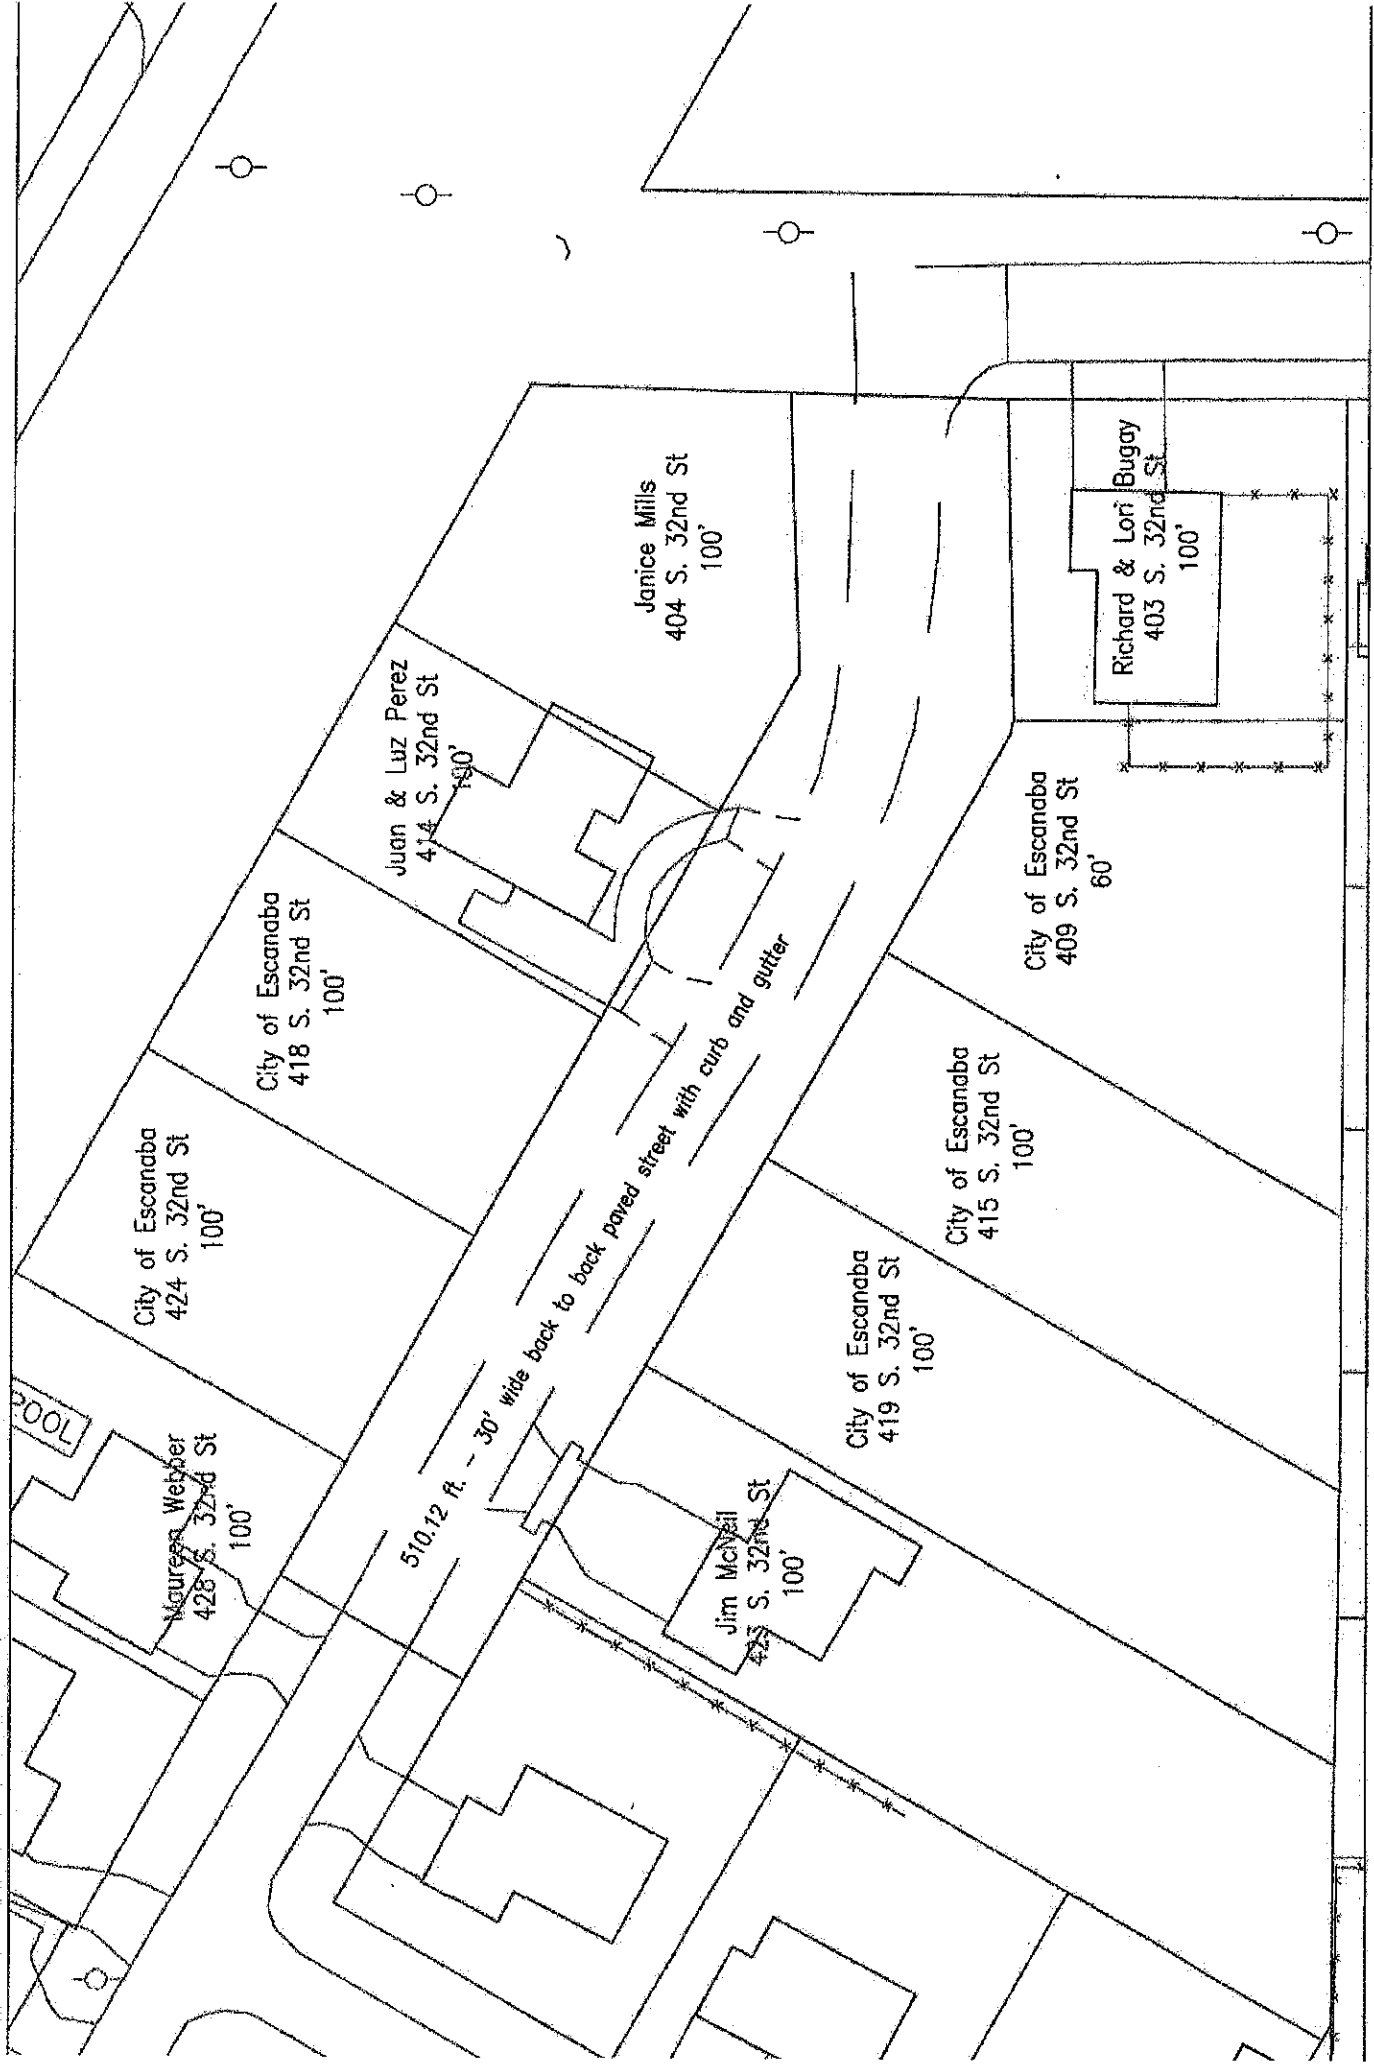 POOL
Maureen Webber
428 S. 32nd St
100'
City of Escanaba
424 S. 32nd St
100'
City of Escanaba
418 S. 32nd St
100'
Juan & Luz Perez
414 S. 32nd St
100'
Janice Mills
404 S. 32nd St
100'
510.12 ft. - 30' wide back to back paved street with curb and gutter
Jim McNeil
423 S. 32nd St
100'
City of Escanaba
419 S. 32nd St
100'
City of Escanaba
415 S. 32nd St
100'
City of Escanaba
409 S. 32nd St
60'
Richard & Lori Bugay
403 S. 32nd St
100'